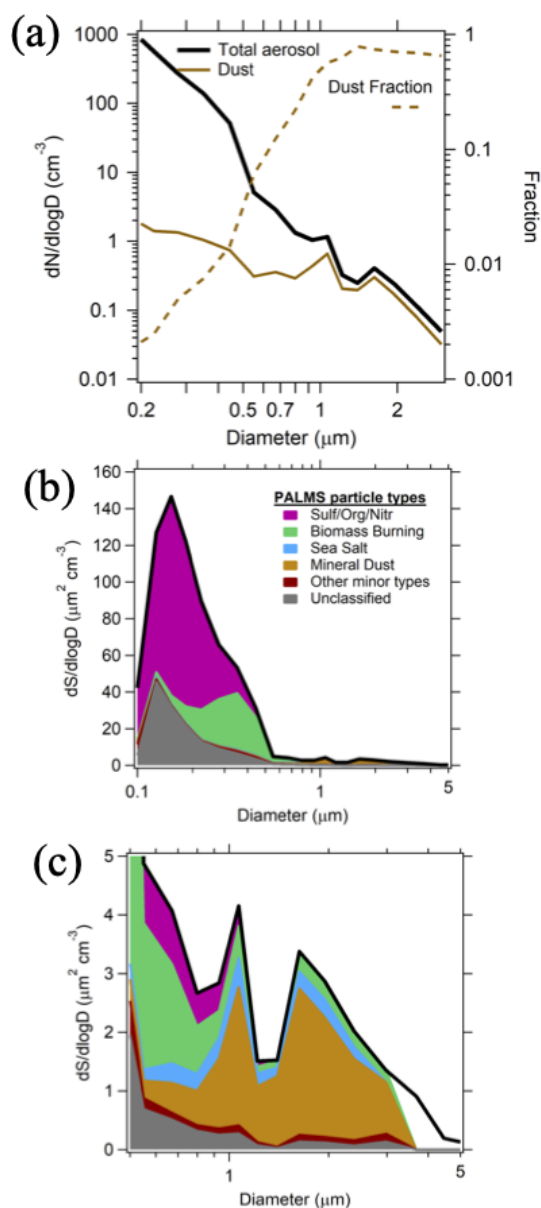 (a)
1000
100
10
1
0.1
0.01
dN/dlogD (cm⁻³)
Total aerosol
Dust
Dust Fraction
1
0.1
0.01
0.001
Fraction
0.2
0.5
0.7
1
2
Diameter (μm)
(b)
160
140
120
100
80
60
40
20
0
dS/dlogD (μm² cm⁻³)
PALMS particle types
Sulf/Org/Nitr
Biomass Burning
Sea Salt
Mineral Dust
Other minor types
Unclassified
0.1
1
5
Diameter (μm)
(c)
5
4
3
2
1
0
dS/dlogD (μm² cm⁻³)
1
5
Diameter (μm)